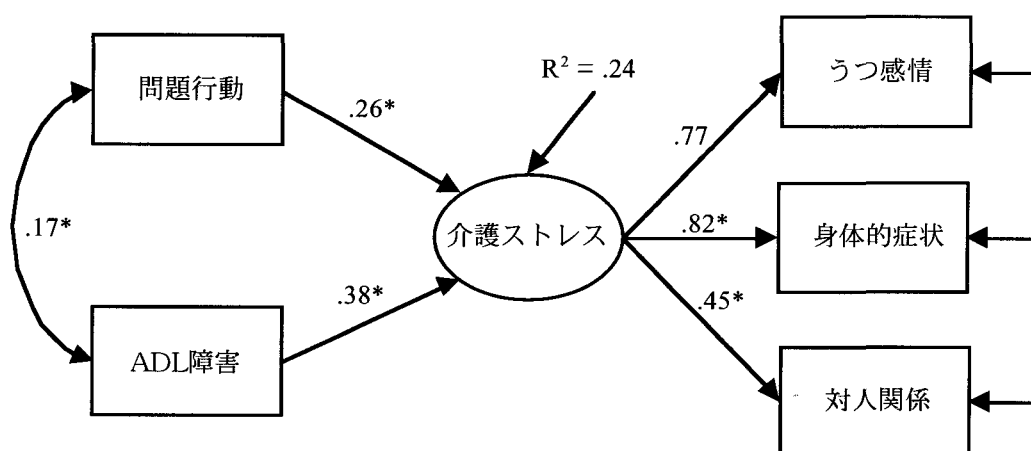 問題行動
.26*
R² = .24
うつ感情
.77
.17*
介護ストレス
.82*
身体的症状
.38*
.45*
ADL障害
対人関係